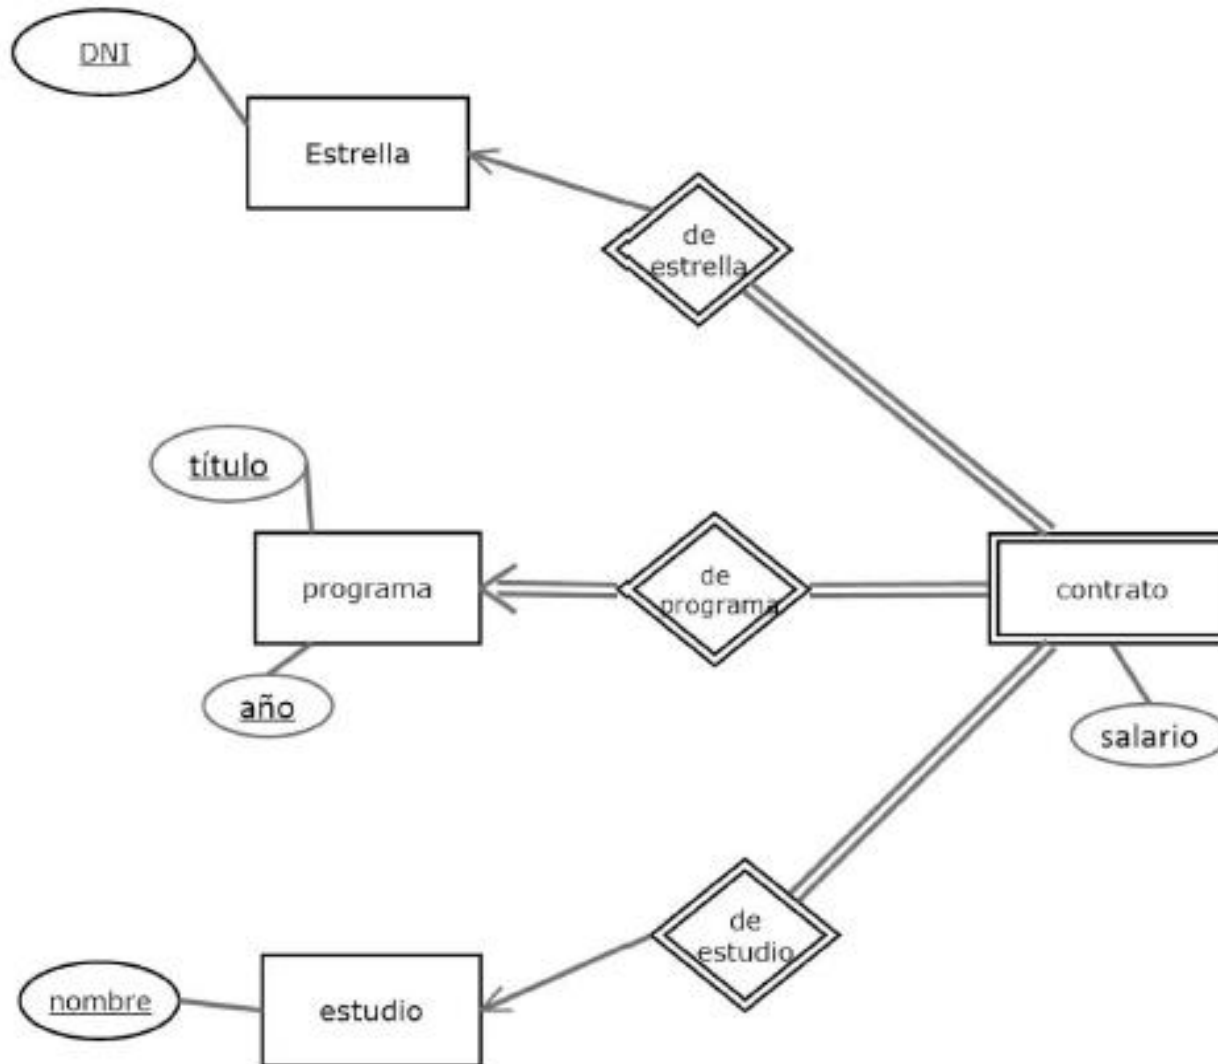 DNI
Estrella
de
estrella
título
programa
de
programa
contrato
año
salario
de
estudio
nombre
estudio